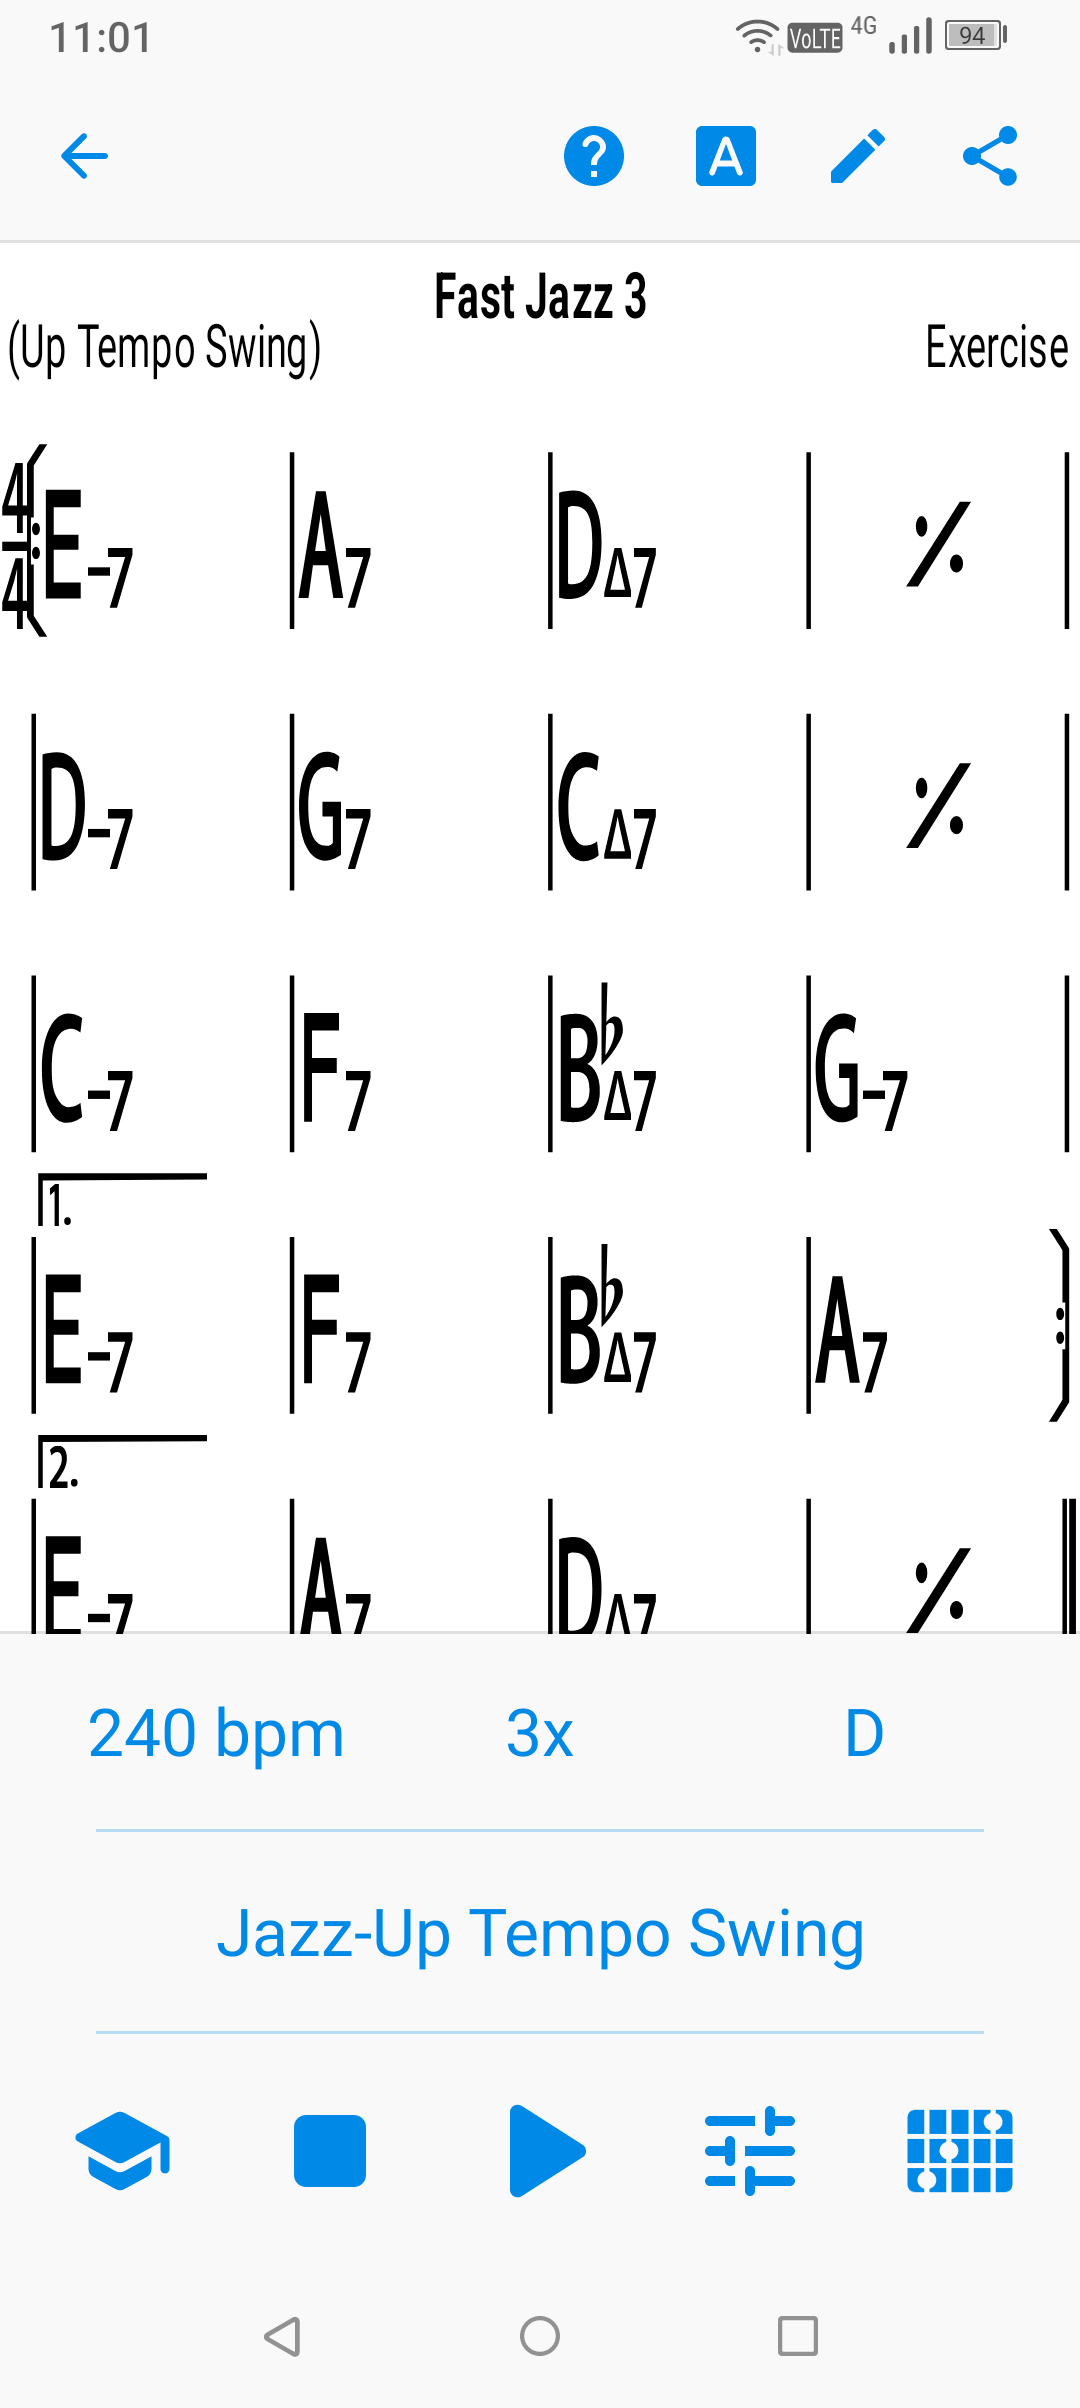 11:01 VoLTE 4G 94
A
Fast Jazz 3
(Up Tempo Swing) Exercise
4/4 E–7 A7 DΔ7 𝄎
D–7 G7 CΔ7 𝄎
C–7 F7 B♭Δ7 G–7
1.
E–7 F7 B♭Δ7 A7
2.
E–7 A7 DΔ7 𝄎
240 bpm 3x D
Jazz-Up Tempo Swing